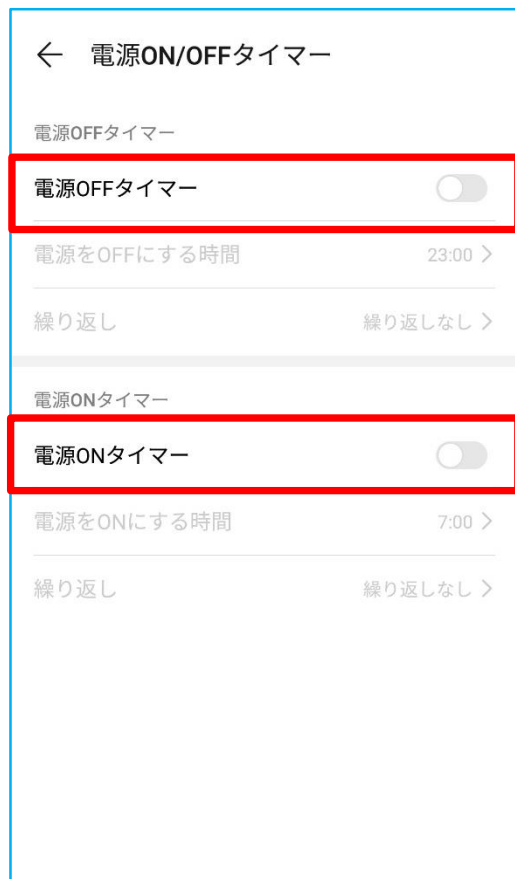 電源ON/OFFタイマー
電源OFFタイマー
電源OFFタイマー
電源をOFFにする時間 23:00
繰り返し 繰り返しなし
電源ONタイマー
電源ONタイマー
電源をONにする時間 7:00
繰り返し 繰り返しなし